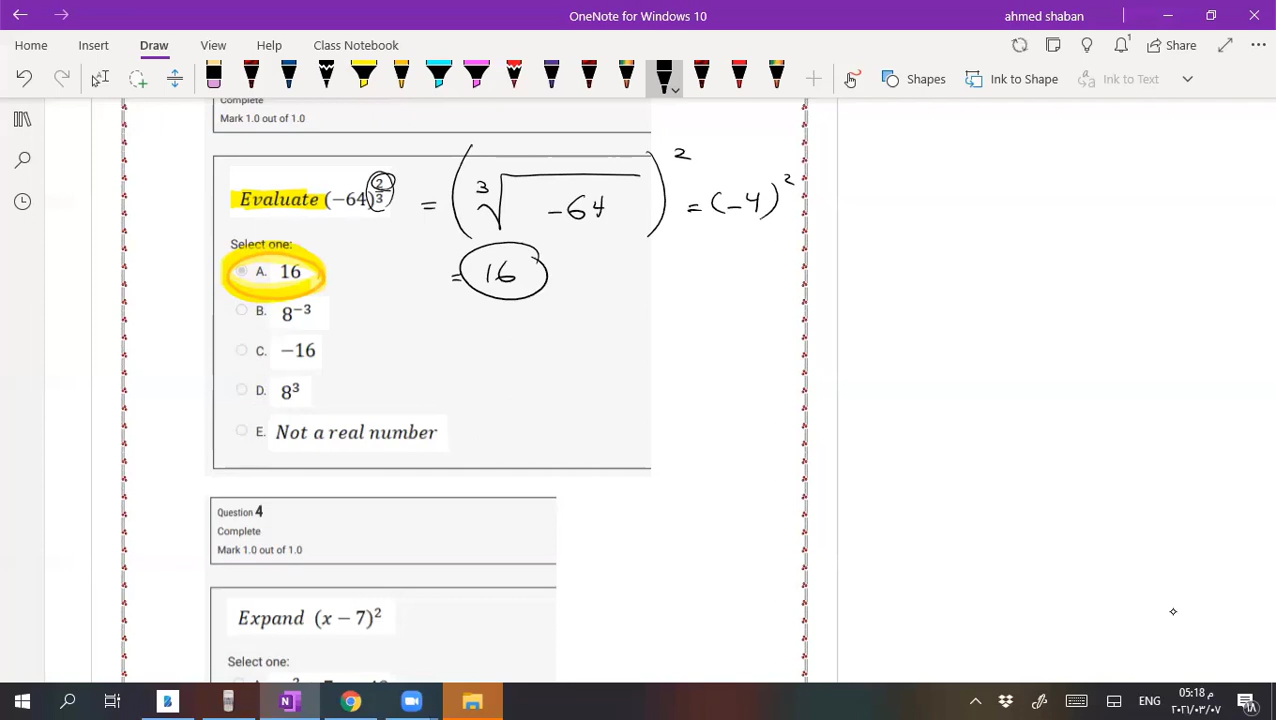 OneNote for Windows 10
ahmed shaban
Home Insert Draw View Help Class Notebook
Share
Shapes Ink to Shape Ink to Text
Complete
Mark 1.0 out of 1.0
Evaluate (−64)^(2/3) = (∛−64)² = (−4)²
= 16
Select one:
A. 16
B. 8⁻³
C. −16
D. 8³
E. Not a real number
Question 4
Complete
Mark 1.0 out of 1.0
Expand (x − 7)²
Select one:
ENG
05:18 م
٢٠٢١/٠٣/٠٧